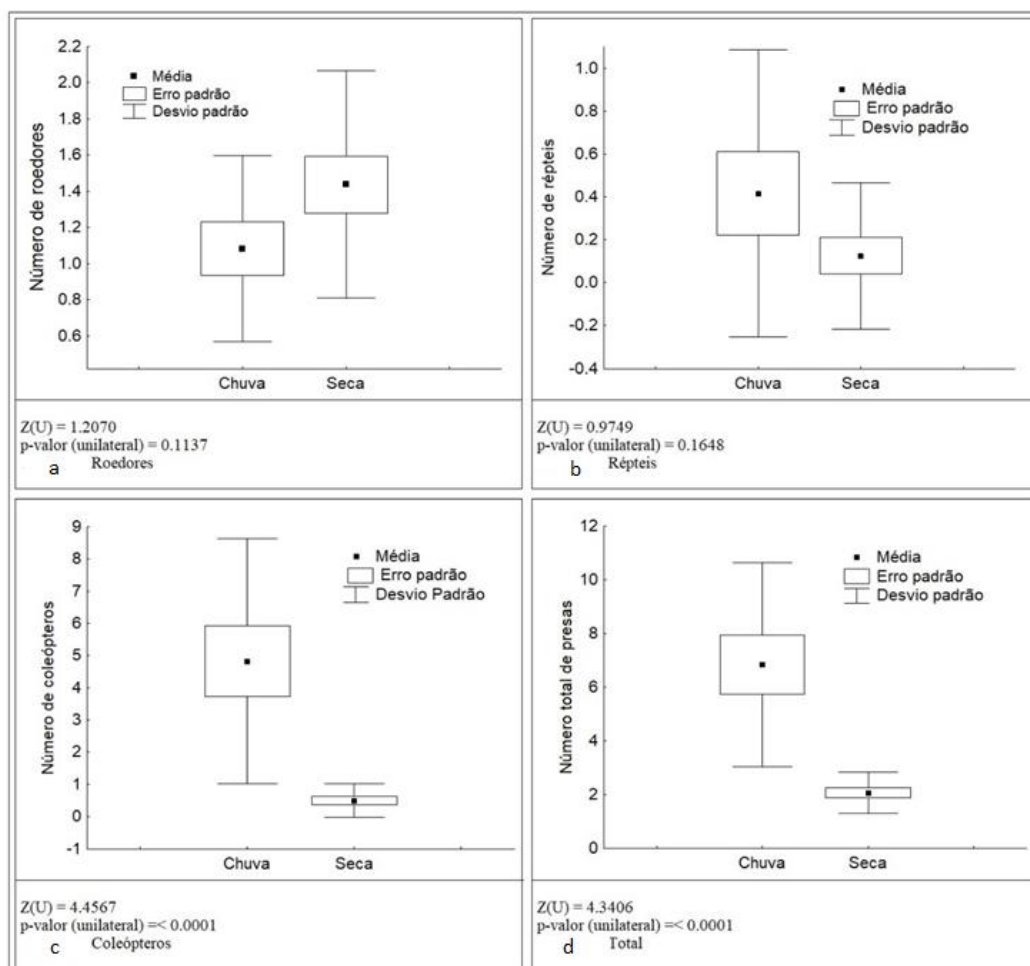 2.2
2.0
1.8
1.6
1.4
1.2
1.0
0.8
0.6
Número de roedores
Média
Erro padrão
Desvio padrão
Chuva Seca
Z(U) = 1.2070
p-valor (unilateral) = 0.1137
a Roedores
1.0
0.8
0.6
0.4
0.2
0.0
-0.2
-0.4
Número de répteis
Média
Erro padrão
Desvio padrão
Chuva Seca
Z(U) = 0.9749
p-valor (unilateral) = 0.1648
b Répteis
9
8
7
6
5
4
3
2
1
0
-1
Número de coleópteros
Média
Erro padrão
Desvio Padrão
Chuva Seca
Z(U) = 4.4567
p-valor (unilateral) =< 0.0001
c Coleópteros
12
10
8
6
4
2
0
Número total de presas
Média
Erro padrão
Desvio padrão
Chuva Seca
Z(U) = 4.3406
p-valor (unilateral) =< 0.0001
d Total